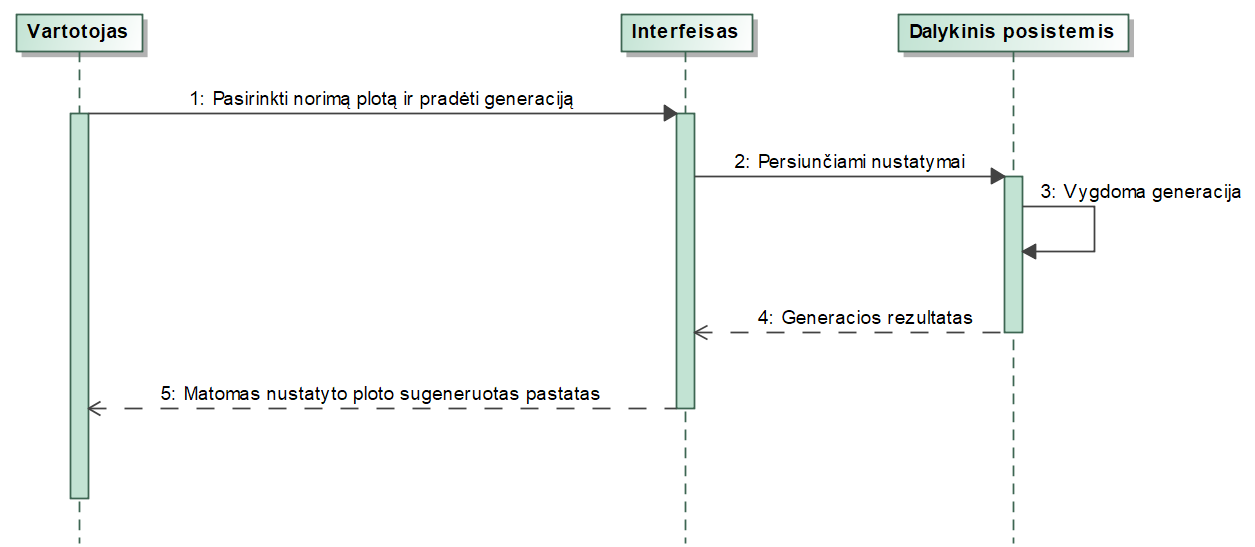 Vartotojas
Interfeisas
Dalykinis posistemis
1: Pasirinkti norimą plotą ir pradėti generaciją
2: Persiunčiami nustatymai
3: Vygdoma generacija
4: Generacios rezultatas
5: Matomas nustatyto ploto sugeneruotas pastatas